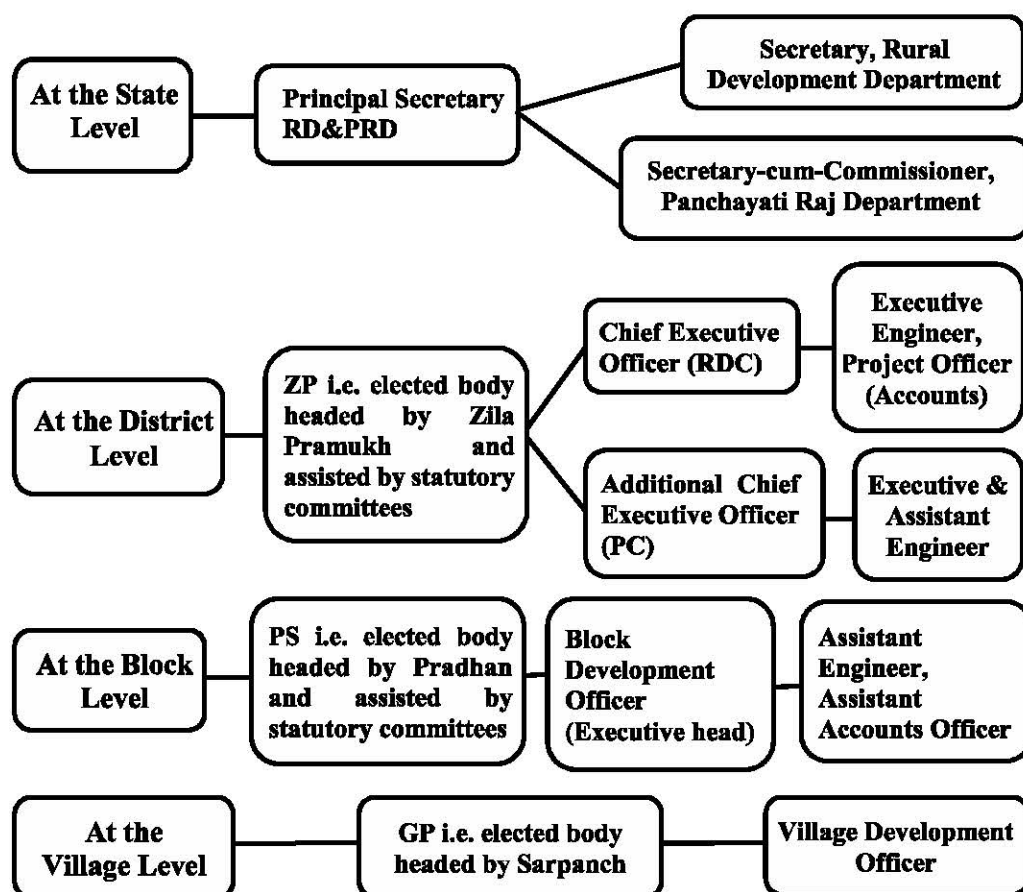 At the State
Level
Principal Secretary
RD&PRD
Secretary, Rural
Development Department
Secretary-cum-Commissioner,
Panchayati Raj Department
At the District
Level
ZP i.e. elected body
headed by Zila
Pramukh and
assisted by statutory
committees
Chief Executive
Officer (RDC)
Executive
Engineer,
Project Officer
(Accounts)
Additional Chief
Executive Officer
(PC)
Executive &
Assistant
Engineer
At the Block
Level
PS i.e. elected body
headed by Pradhan
and assisted by
statutory committees
Block
Development
Officer
(Executive head)
Assistant
Engineer,
Assistant
Accounts Officer
At the
Village Level
GP i.e. elected body
headed by Sarpanch
Village Development
Officer